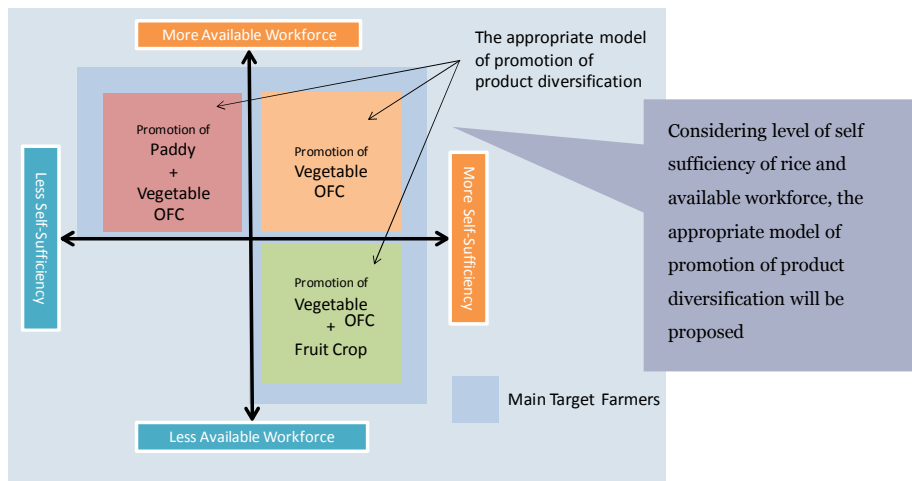 More Available Workforce
The appropriate model
of promotion of
product diversification
Promotion of
Paddy
+
Vegetable
OFC
Promotion of
Vegetable
OFC
Less Self-Sufficiency
More Self-Sufficiency
Promotion of
Vegetable
OFC
+
Fruit Crop
Less Available Workforce
Main Target Farmers
Considering level of self
sufficiency of rice and
available workforce, the
appropriate model of
promotion of product
diversification will be
proposed